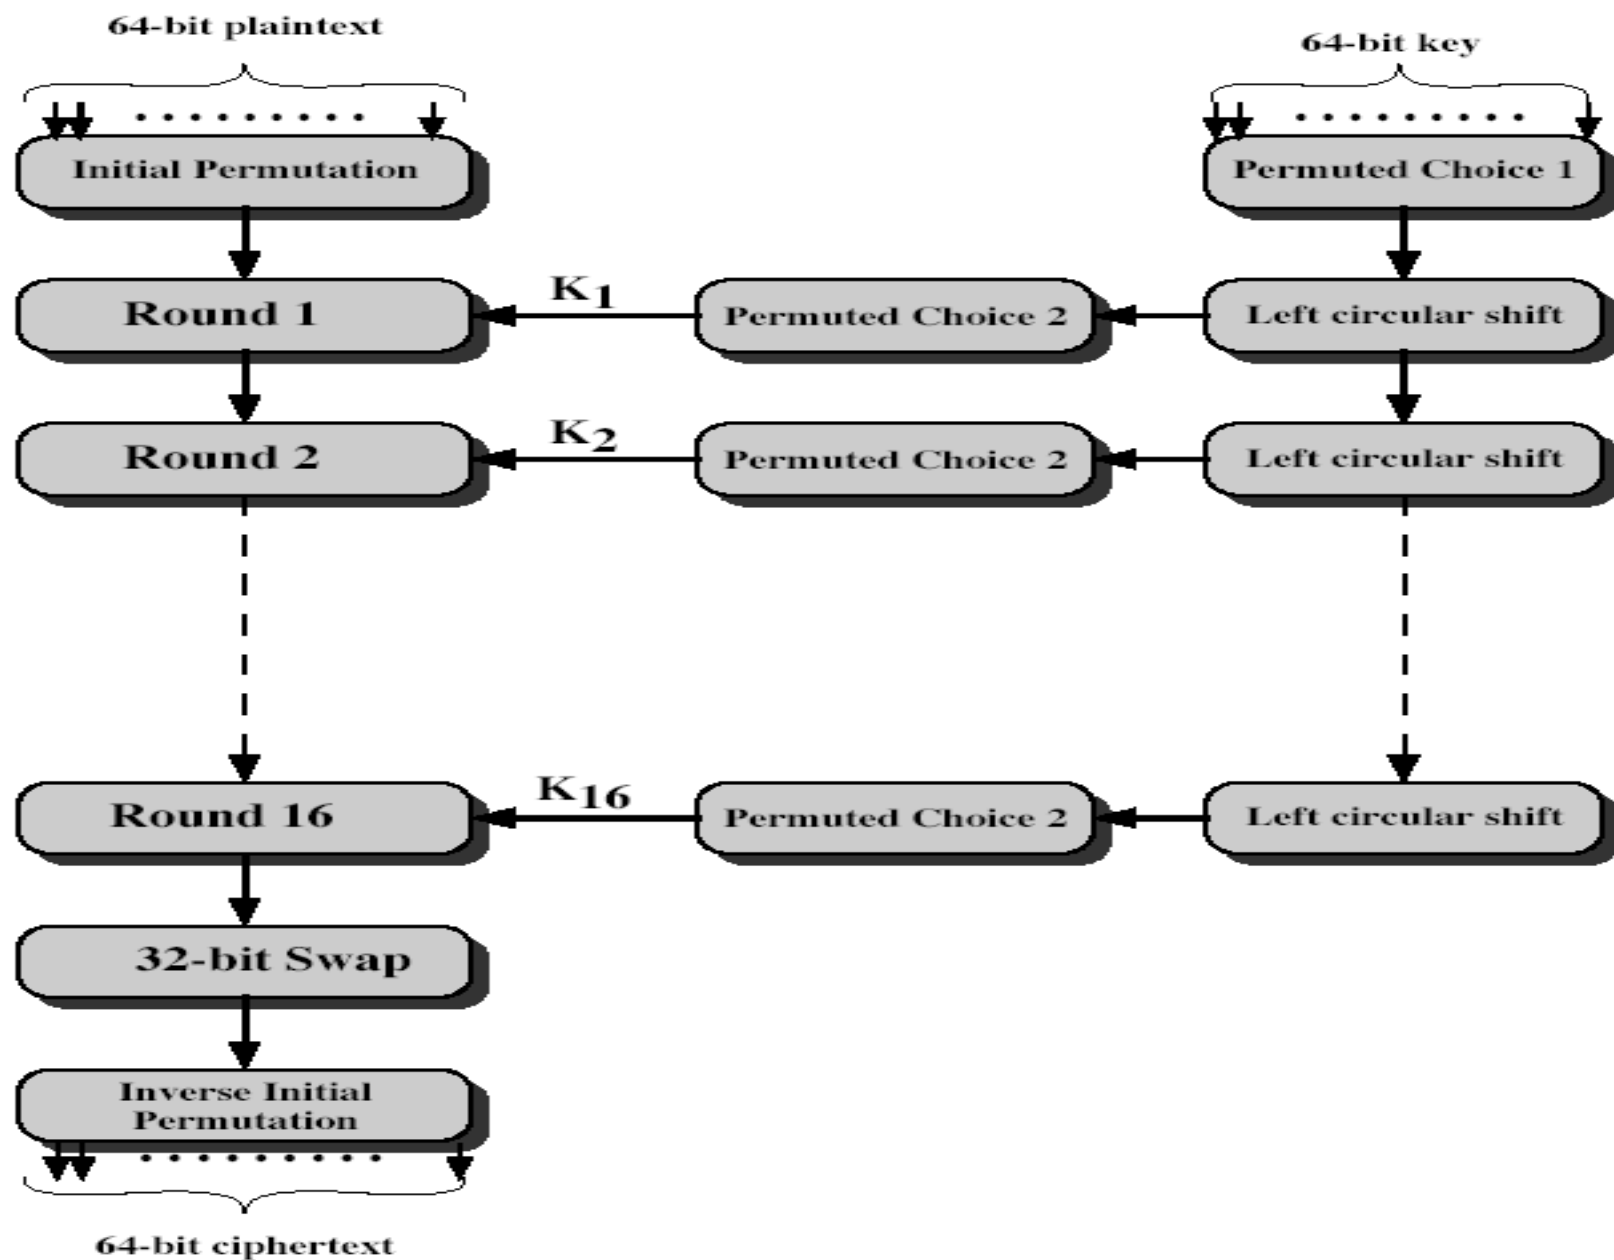 64-bit plaintext
64-bit key
Initial Permutation
Permuted Choice 1
K1
Round 1
Permuted Choice 2
Left circular shift
K2
Round 2
Permuted Choice 2
Left circular shift
K16
Round 16
Permuted Choice 2
Left circular shift
32-bit Swap
Inverse Initial
Permutation
64-bit ciphertext